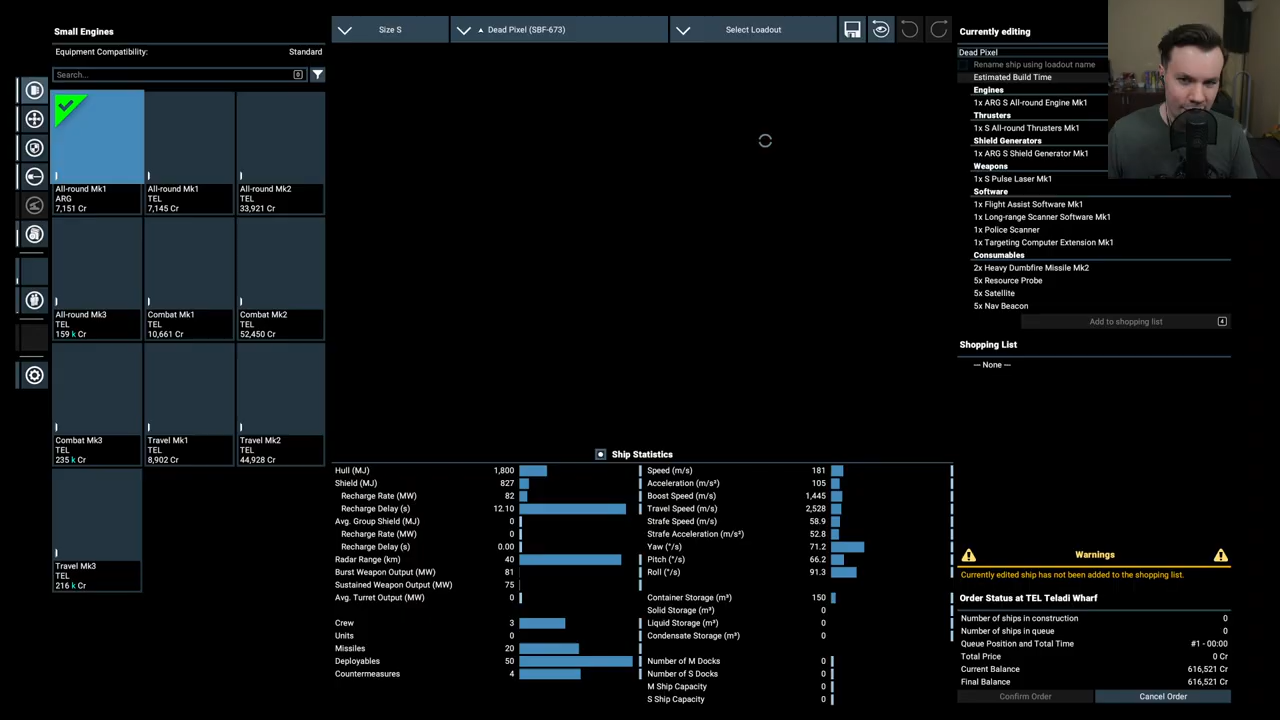 Small Engines
Equipment Compatibility: Standard
Search... 0
All-round Mk1
ARG
7,151 Cr
All-round Mk1
TEL
7,145 Cr
All-round Mk2
TEL
33,921 Cr
All-round Mk3
TEL
159 k Cr
Combat Mk1
TEL
10,661 Cr
Combat Mk2
TEL
52,450 Cr
Combat Mk3
TEL
235 k Cr
Travel Mk1
TEL
8,902 Cr
Travel Mk2
TEL
44,928 Cr
Travel Mk3
TEL
216 k Cr
Size S
Dead Pixel (SBF-673)
Select Loadout
Ship Statistics
Hull (MJ) 1,800
Shield (MJ) 827
Recharge Rate (MW) 82
Recharge Delay (s) 12.10
Avg. Group Shield (MJ) 0
Recharge Rate (MW) 0
Recharge Delay (s) 0.00
Radar Range (km) 40
Burst Weapon Output (MW) 81
Sustained Weapon Output (MW) 75
Avg. Turret Output (MW) 0
Crew 3
Units 0
Missiles 20
Deployables 50
Countermeasures 4
Speed (m/s) 181
Acceleration (m/s²) 105
Boost Speed (m/s) 1,445
Travel Speed (m/s) 2,528
Strafe Speed (m/s) 58.9
Strafe Acceleration (m/s²) 52.8
Yaw (°/s) 71.2
Pitch (°/s) 66.2
Roll (°/s) 91.3
Container Storage (m³) 150
Solid Storage (m³) 0
Liquid Storage (m³) 0
Condensate Storage (m³) 0
Number of M Docks 0
Number of S Docks 0
M Ship Capacity 0
S Ship Capacity 0
Currently editing
Dead Pixel
Rename ship using loadout name
Estimated Build Time
Engines
1x ARG S All-round Engine Mk1
Thrusters
1x S All-round Thrusters Mk1
Shield Generators
1x ARG S Shield Generator Mk1
Weapons
1x S Pulse Laser Mk1
Software
1x Flight Assist Software Mk1
1x Long-range Scanner Software Mk1
1x Police Scanner
1x Targeting Computer Extension Mk1
Consumables
2x Heavy Dumbfire Missile Mk2
5x Resource Probe
5x Satellite
5x Nav Beacon
Add to shopping list 4
Shopping List
--- None ---
Warnings
Currently edited ship has not been added to the shopping list.
Order Status at TEL Teladi Wharf
Number of ships in construction 0
Number of ships in queue 0
Queue Position and Total Time #1 - 00:00
Total Price 0 Cr
Current Balance 616,521 Cr
Final Balance 616,521 Cr
Confirm Order
Cancel Order